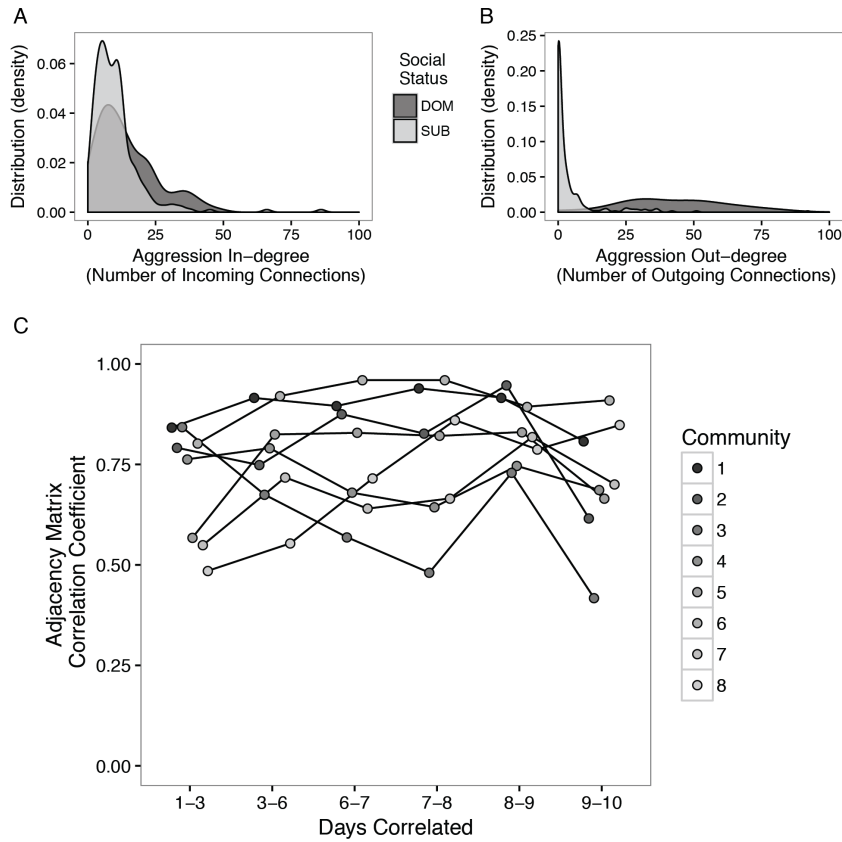 A
Distribution (density)
0.06
0.04
0.02
0.00
0 25 50 75 100
Aggression In−degree
(Number of Incoming Connections)
Social
Status
DOM
SUB
B
Distribution (density)
0.25
0.20
0.15
0.10
0.05
0.00
0 25 50 75 100
Aggression Out−degree
(Number of Outgoing Connections)
C
Adjacency Matrix
Correlation Coefficient
1.00
0.75
0.50
0.25
0.00
1−3 3−6 6−7 7−8 8−9 9−10
Days Correlated
Community
1
2
3
4
5
6
7
8